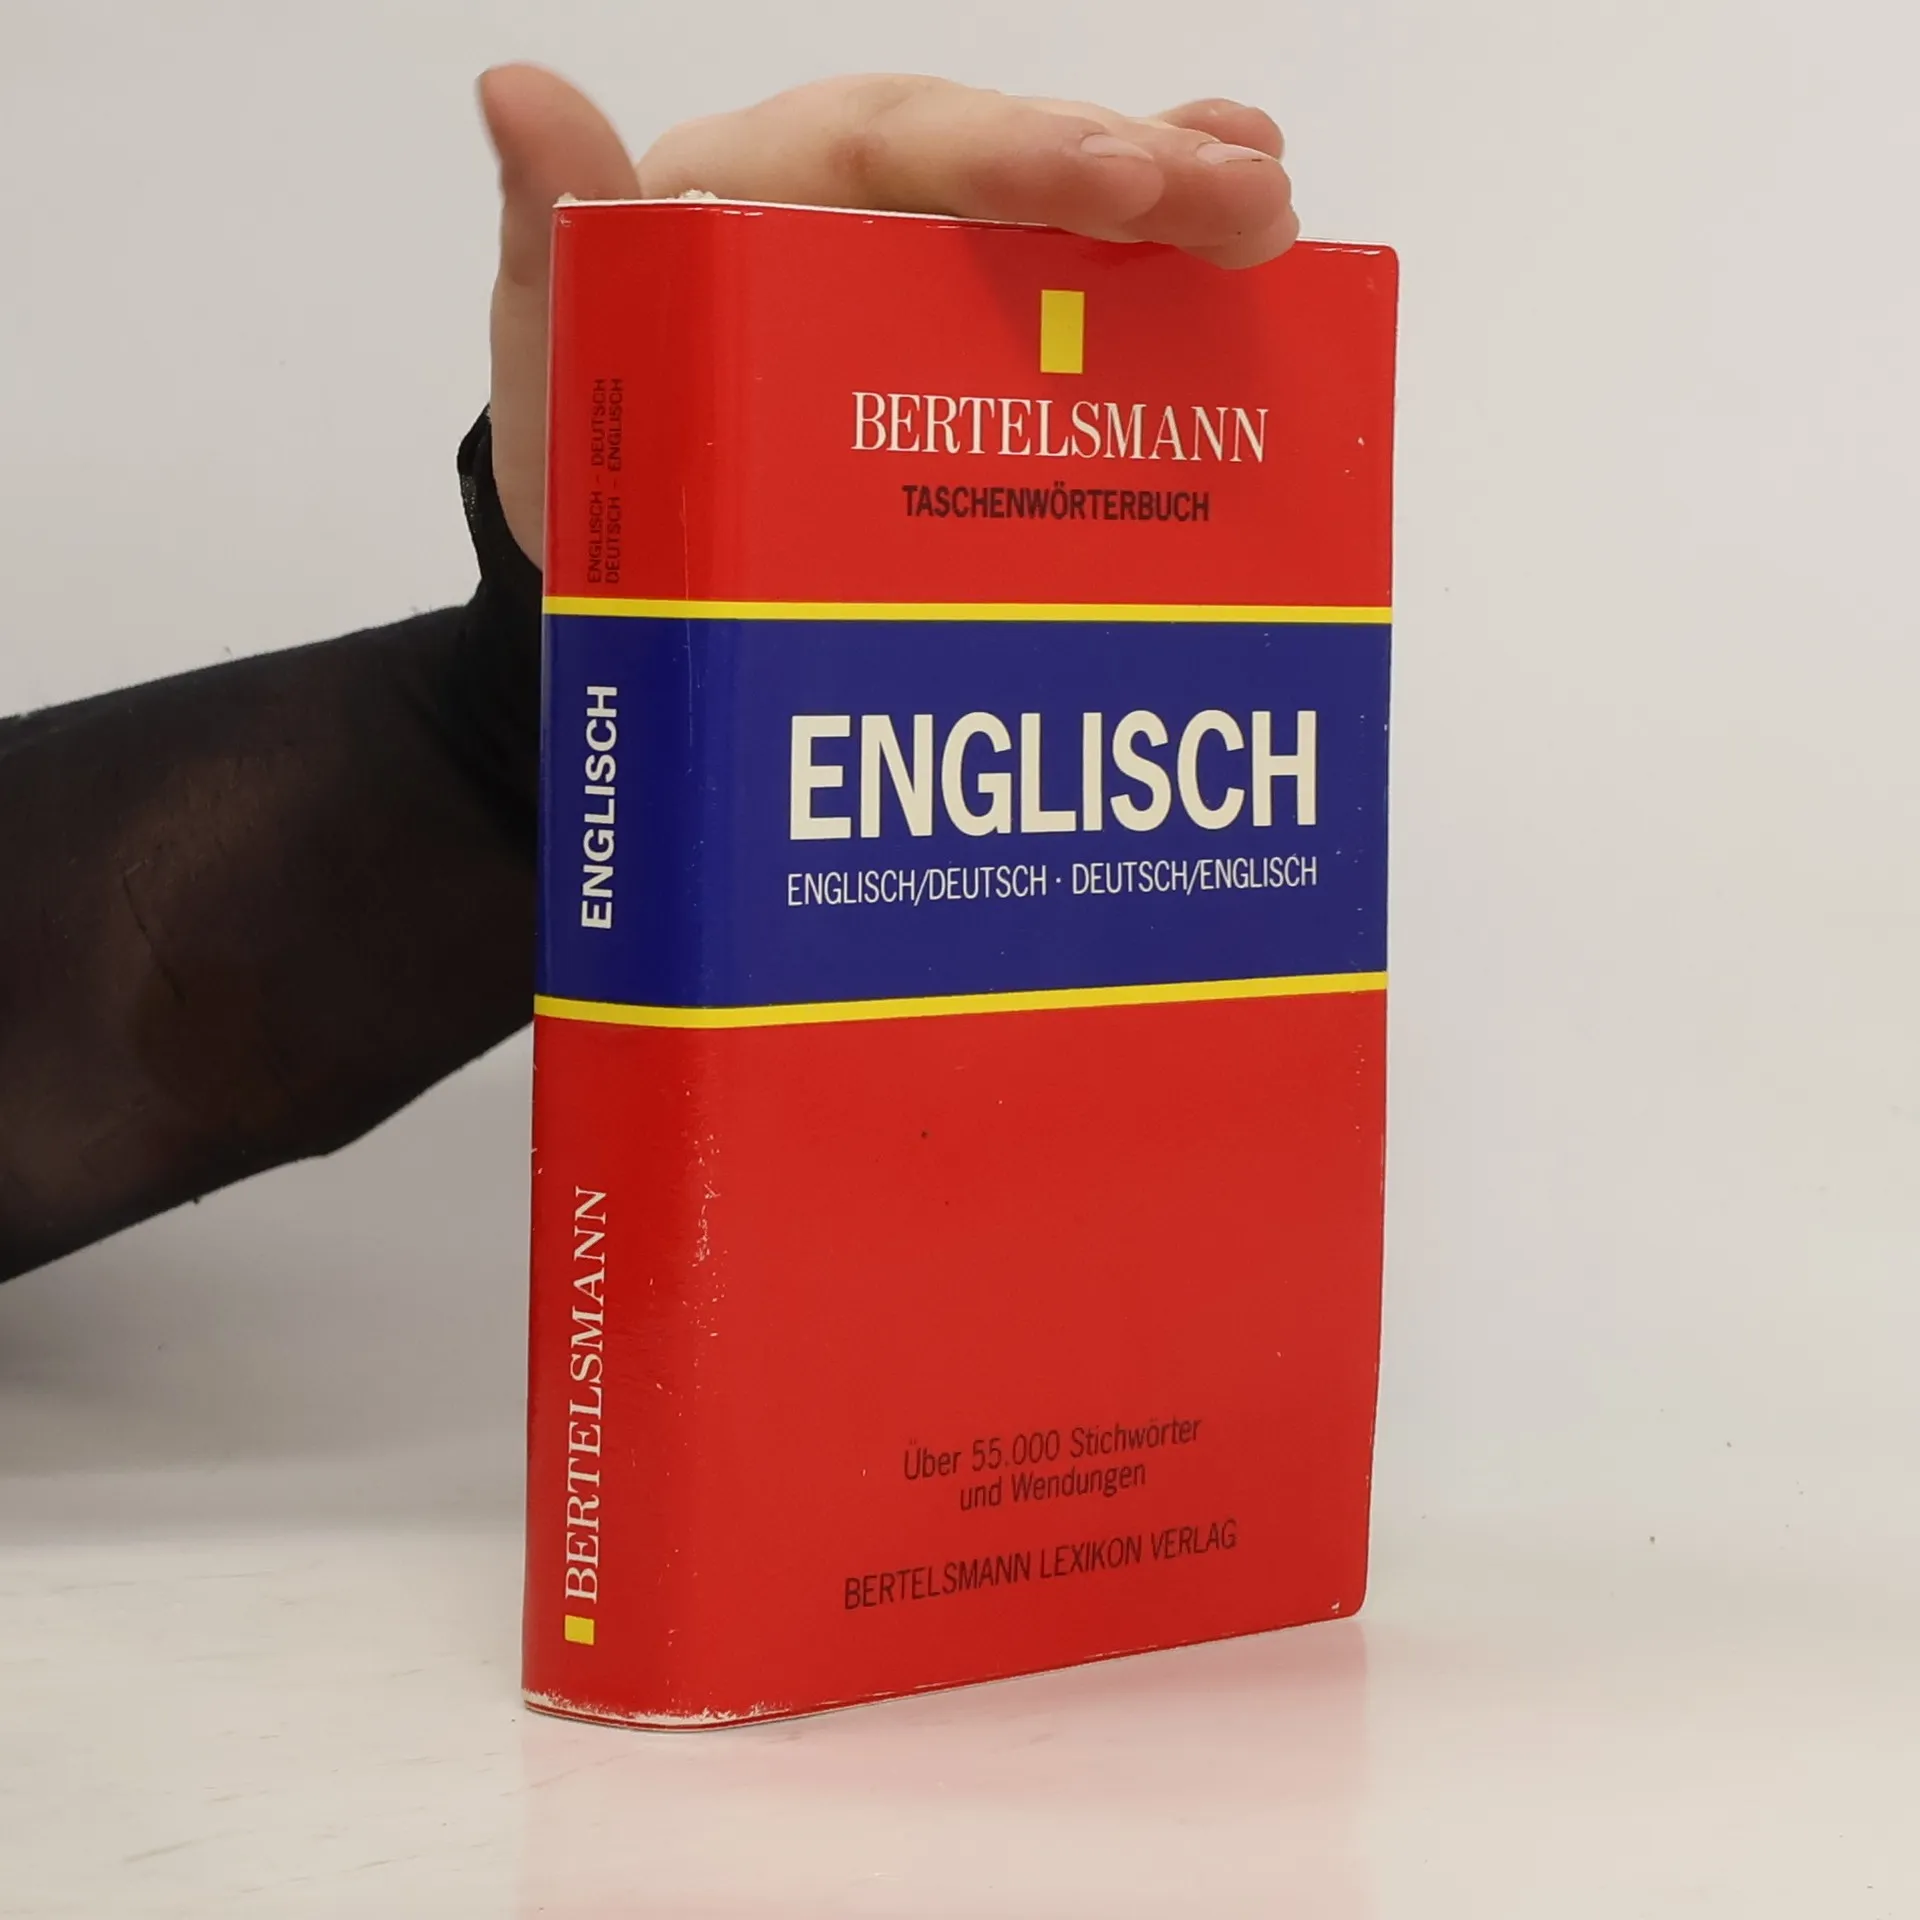 BERTELSMANN
TASCHENWÖRTERBUCH
ENGLISCH
ENGLISCH/DEUTSCH · DEUTSCH/ENGLISCH
Über 55.000 Stichwörter
und Wendungen
BERTELSMANN LEXIKON VERLAG
ENGLISCH – DEUTSCH
DEUTSCH – ENGLISCH
ENGLISCH
BERTELSMANN